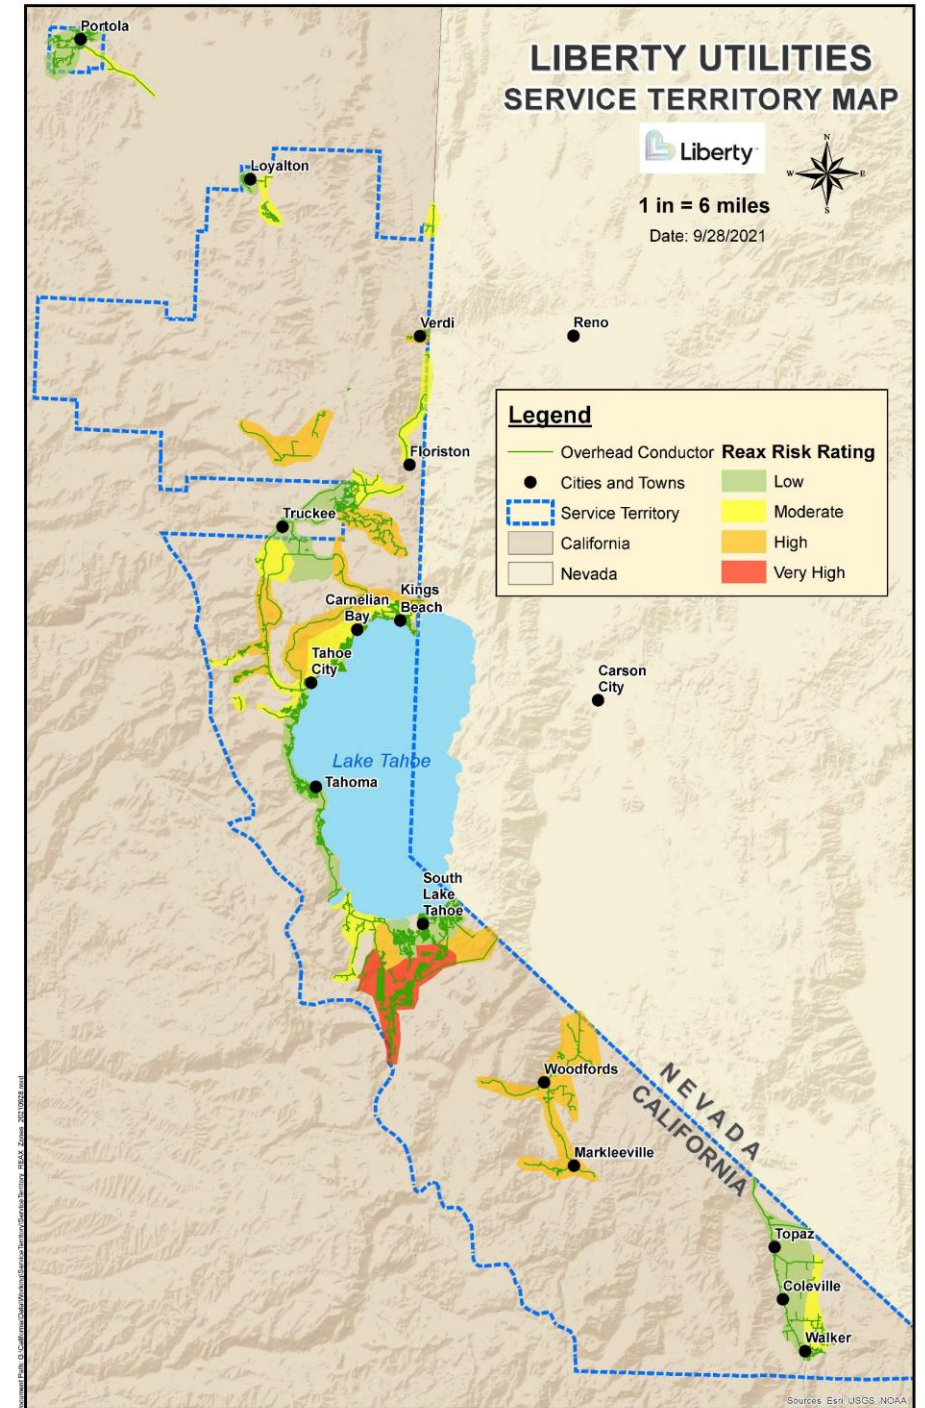 Portola
LIBERTY UTILITIES
SERVICE TERRITORY MAP
Liberty
N
W
E
S
1 in = 6 miles
Date: 9/28/2021
Loyalton
Verdi
Reno
Legend
Overhead Conductor
Cities and Towns
Service Territory
California
Nevada
Reax Risk Rating
Low
Moderate
High
Very High
Floriston
Truckee
Kings
Beach
Carnelian
Bay
Tahoe
City
Carson
City
Lake Tahoe
Tahoma
South
Lake
Tahoe
Woodfords
NEVADA
CALIFORNIA
Markleeville
Topaz
Coleville
Walker
Sources: Esri, USGS, NOAA